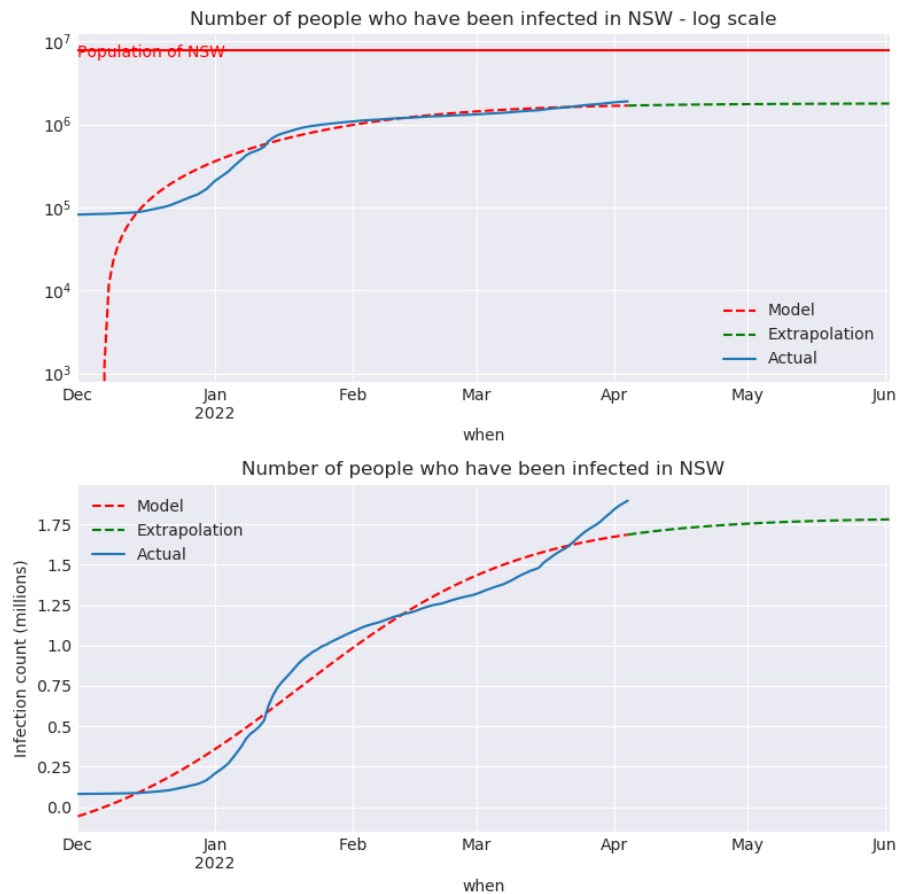 Number of people who have been infected in NSW - log scale
10^7
Population of NSW
10^6
10^5
10^4
10^3
Model
Extrapolation
Actual
Dec Jan Feb Mar Apr May Jun
2022
when
Number of people who have been infected in NSW
Infection count (millions)
Model
Extrapolation
Actual
1.75
1.50
1.25
1.0
0.75
0.5
0.25
0.0
Dec Jan Feb Mar Apr May Jun
2022
when